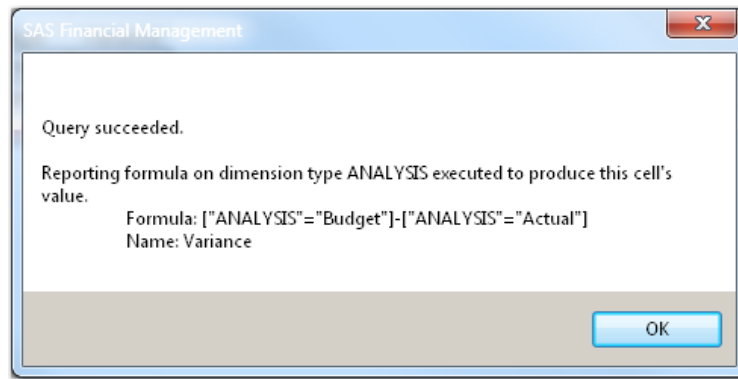 SAS Financial Management
Query succeeded.
Reporting formula on dimension type ANALYSIS executed to produce this cell's
value.
Formula: ["ANALYSIS"="Budget"]-["ANALYSIS"="Actual"]
Name: Variance
OK